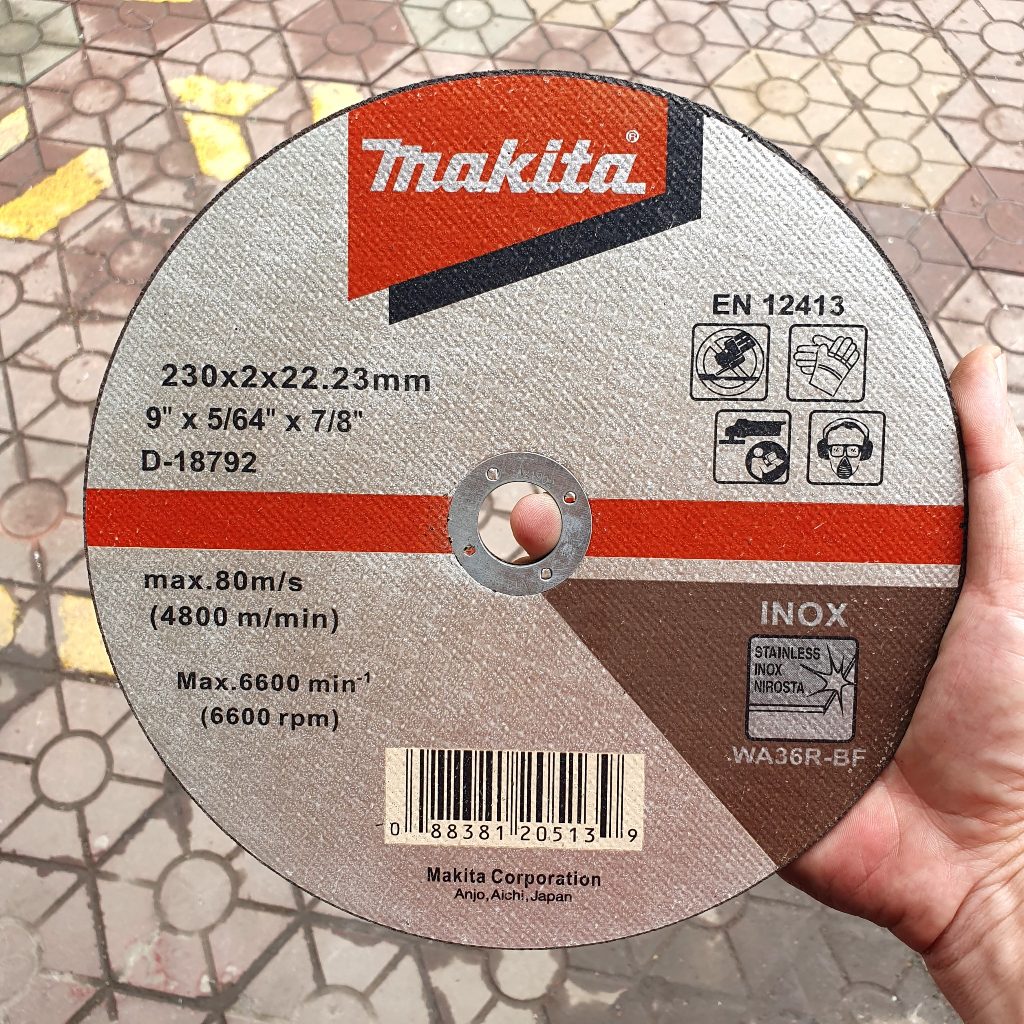 makita®
EN 12413
230x2x22.23mm
9" x 5/64" x 7/8"
D-18792
max.80m/s
(4800 m/min)
Max.6600 min⁻¹
(6600 rpm)
INOX
STAINLESS
INOX
NIROSTA
WA36R-BF
0 88381 20513 9
Makita Corporation
Anjo, Aichi, Japan